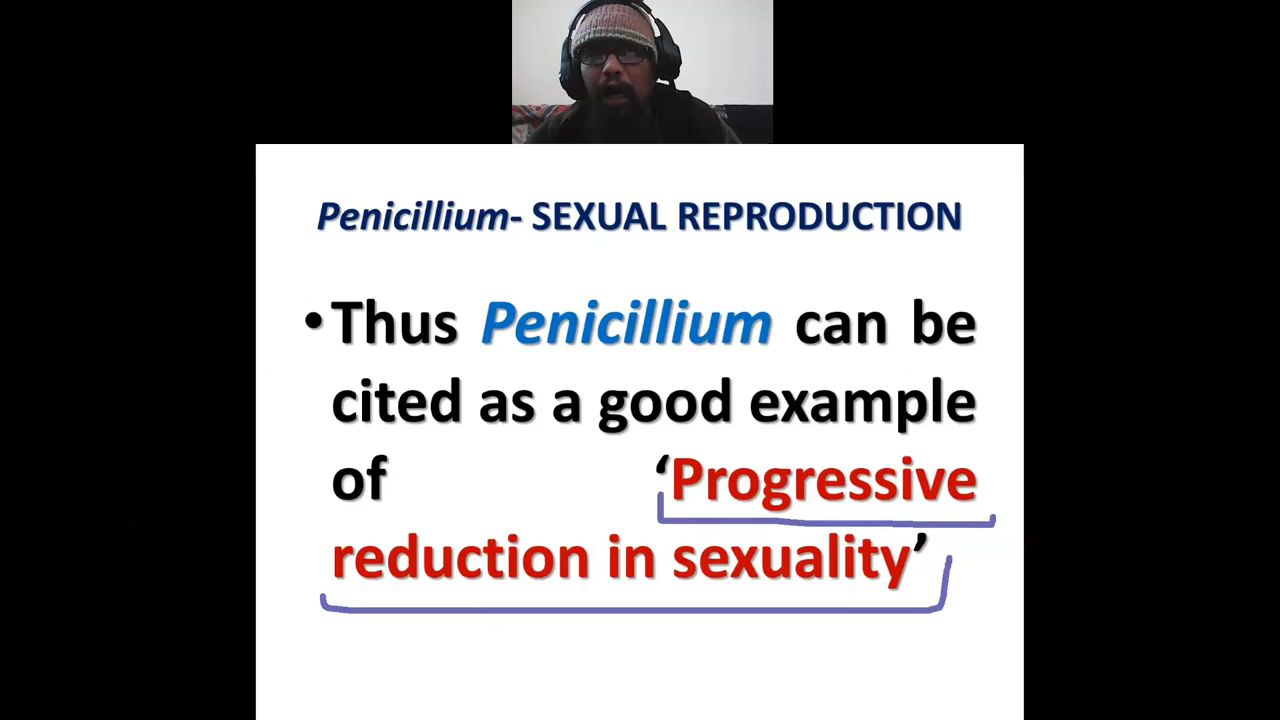 Penicillium- SEXUAL REPRODUCTION
•Thus Penicillium can be
cited as a good example
of ‘Progressive
reduction in sexuality’